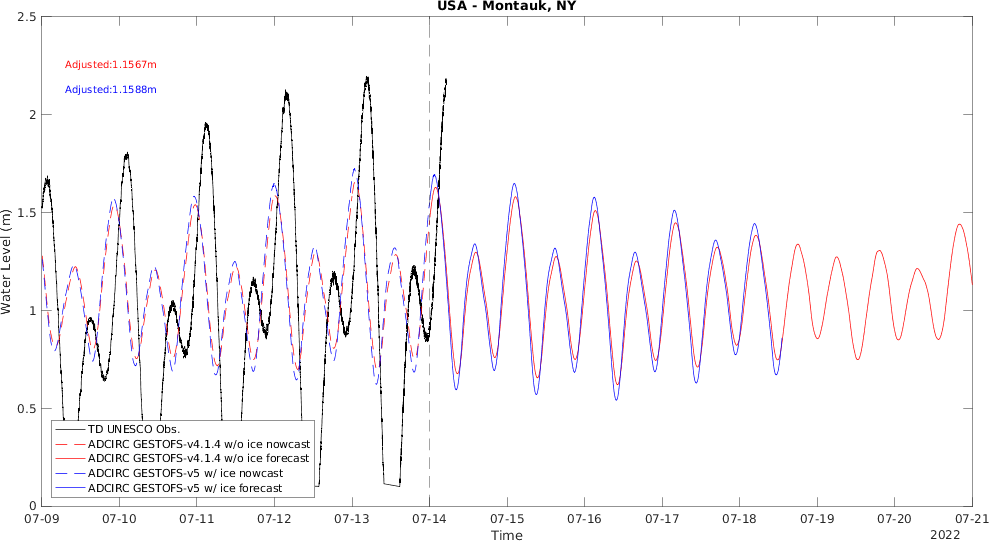 USA - Montauk, NY
Adjusted:1.1567m
Adjusted:1.1588m
Water Level (m)
2.5
2
1.5
1
0.5
0
TD UNESCO Obs.
ADCIRC GESTOFS-v4.1.4 w/o ice nowcast
ADCIRC GESTOFS-v4.1.4 w/o ice forecast
ADCIRC GESTOFS-v5 w/ ice nowcast
ADCIRC GESTOFS-v5 w/ ice forecast
07-09 07-10 07-11 07-12 07-13 07-14 07-15 07-16 07-17 07-18 07-19 07-20 07-21
Time
2022